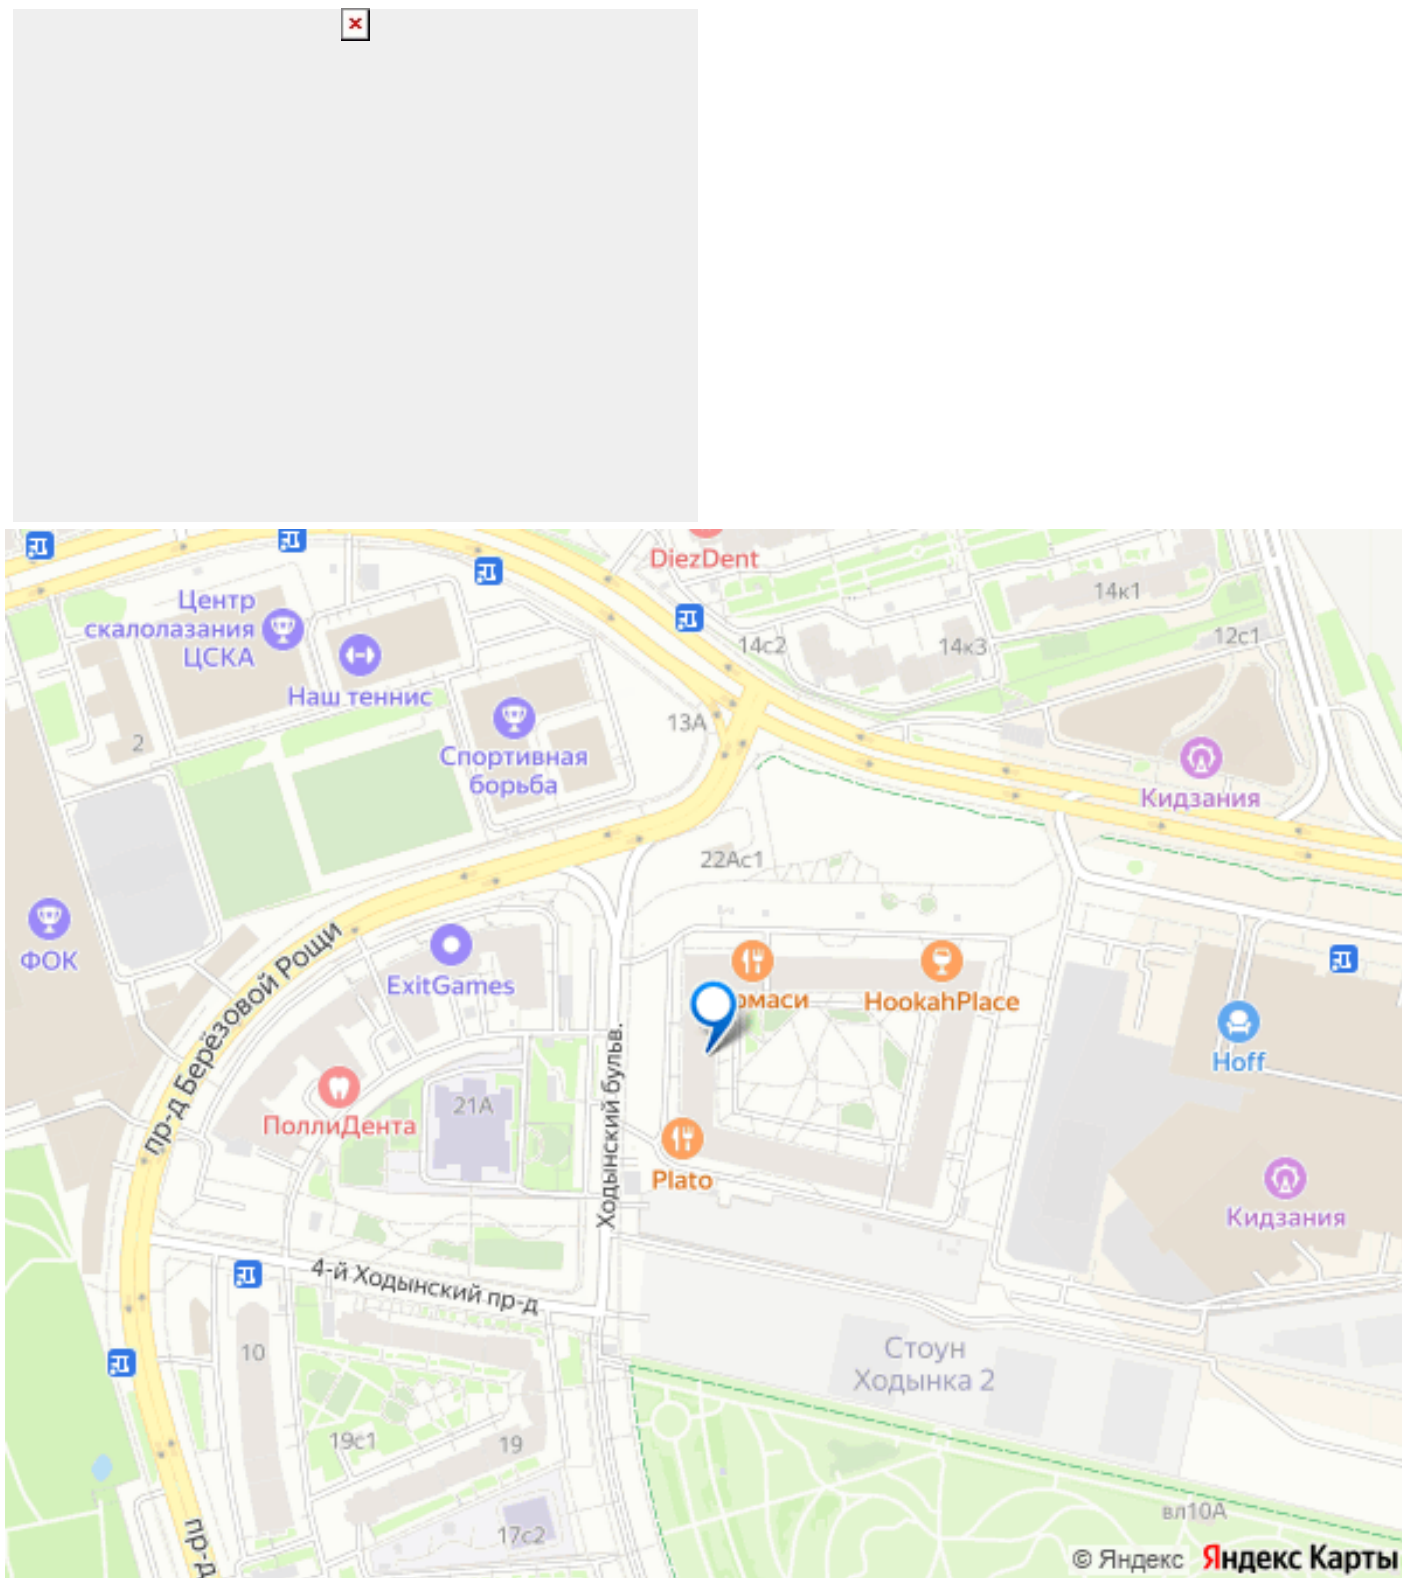 DiezDent
14к1
Центр
скалолазания
ЦСКА
14с2
14к3
12с1
Наш теннис
13А
2
Спортивная
борьба
Кидзания
22Ас1
ФОК
ExitGames
пр-д Берёзовой Рощи
омаси
HookahPlace
Hoff
21А
ПоллиДента
Ходынский бульв.
Plato
Кидзания
4-й Ходынский пр-д
10
Стоун
Ходынка 2
19с1
19
17с2
вл10А
пр-д
© Яндекс Яндекс Карты